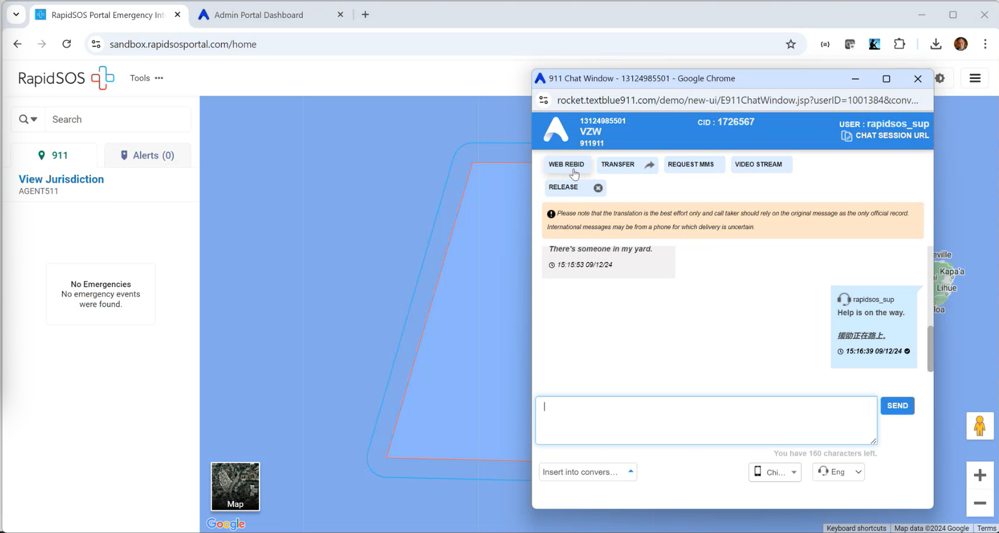 RapidSOS Portal Emergency Int
Admin Portal Dashboard
sandbox.rapidsosportal.com/home
RapidSOS
Tools
Search
911
Alerts (0)
View Jurisdiction
AGENT511
No Emergencies
No emergency events
were found.
Map
Google
911 Chat Window - 13124985501 - Google Chrome
rocket.textblue911.com/demo/new-ui/E911ChatWindow.jsp?userID=1001384&conv...
13124985501
VZW
911911
CID : 1726567
USER : rapidsos_sup
CHAT SESSION URL
WEB REBID
TRANSFER
REQUEST MMS
VIDEO STREAM
RELEASE
Please note that the translation is the best effort only and call taker should rely on the original message as the only official record.
International messages may be from a phone for which delivery is uncertain.
There's someone in my yard.
15:15:53 09/12/24
rapidsos_sup
Help is on the way.
援助正在路上。
15:16:39 09/12/24
SEND
You have 160 characters left.
Insert into convers...
Chi...
Eng
eville
Kapaʻa
Lihue
loa
Keyboard shortcuts
Map data ©2024 Google
Terms